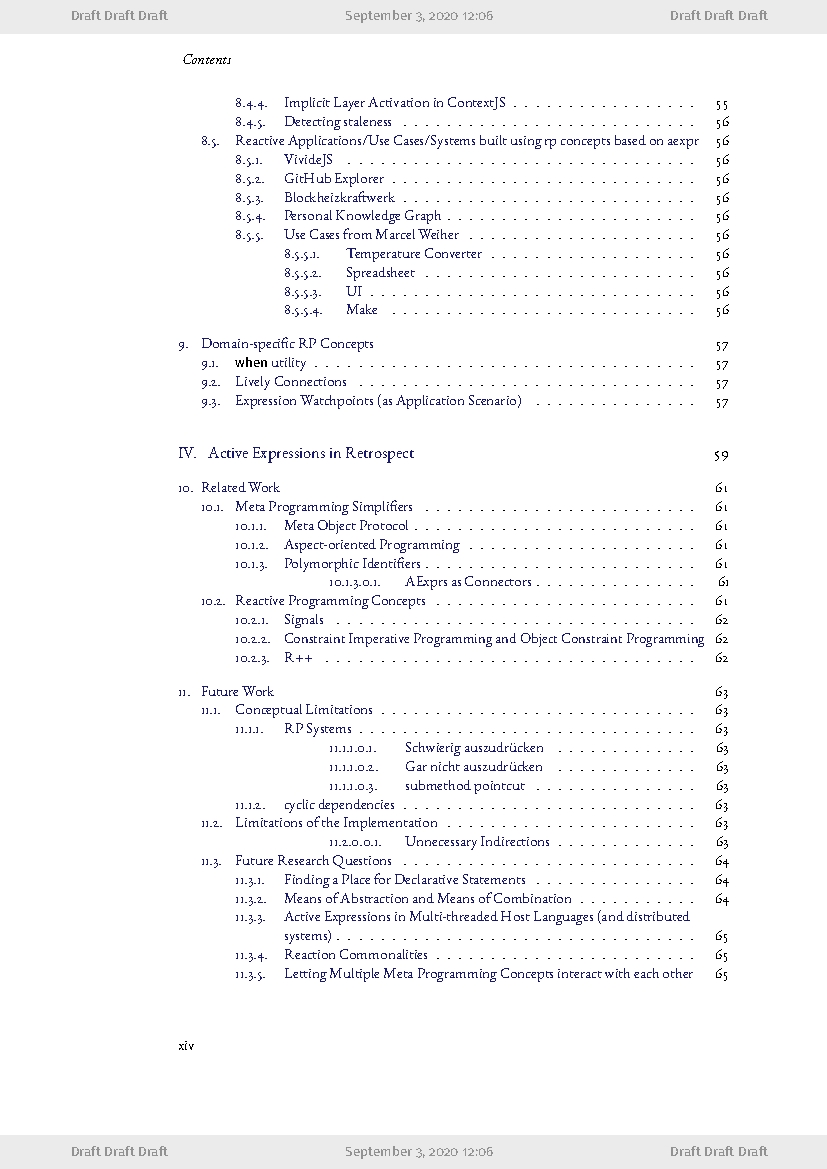 Draft Draft Draft September 3, 2020 12:06 Draft Draft Draft
Contents
8.4.4. Implicit Layer Activation in ContextJS . . . . . . . . . . . . . . . . . 55
8.4.5. Detecting staleness . . . . . . . . . . . . . . . . . . . . . . . . . . . 56
8.5. Reactive Applications/Use Cases/Systems built using rp concepts based on aexpr 56
8.5.1. VivideJS . . . . . . . . . . . . . . . . . . . . . . . . . . . . . . . . 56
8.5.2. GitHub Explorer . . . . . . . . . . . . . . . . . . . . . . . . . . . . 56
8.5.3. Blockheizkraftwerk . . . . . . . . . . . . . . . . . . . . . . . . . . . 56
8.5.4. Personal Knowledge Graph . . . . . . . . . . . . . . . . . . . . . . . 56
8.5.5. Use Cases from Marcel Weiher . . . . . . . . . . . . . . . . . . . . . 56
8.5.5.1. Temperature Converter . . . . . . . . . . . . . . . . . . . 56
8.5.5.2. Spreadsheet . . . . . . . . . . . . . . . . . . . . . . . . . 56
8.5.5.3. UI . . . . . . . . . . . . . . . . . . . . . . . . . . . . . . 56
8.5.5.4. Make . . . . . . . . . . . . . . . . . . . . . . . . . . . . 56
9. Domain-specific RP Concepts 57
9.1. when utility . . . . . . . . . . . . . . . . . . . . . . . . . . . . . . . . . . . 57
9.2. Lively Connections . . . . . . . . . . . . . . . . . . . . . . . . . . . . . . . 57
9.3. Expression Watchpoints (as Application Scenario) . . . . . . . . . . . . . . . 57
IV. Active Expressions in Retrospect 59
10. Related Work 61
10.1. Meta Programming Simplifiers . . . . . . . . . . . . . . . . . . . . . . . . . 61
10.1.1. Meta Object Protocol . . . . . . . . . . . . . . . . . . . . . . . . . . 61
10.1.2. Aspect-oriented Programming . . . . . . . . . . . . . . . . . . . . . 61
10.1.3. Polymorphic Identifiers . . . . . . . . . . . . . . . . . . . . . . . . . 61
10.1.3.0.1. AExprs as Connectors . . . . . . . . . . . . . . . 61
10.2. Reactive Programming Concepts . . . . . . . . . . . . . . . . . . . . . . . . 61
10.2.1. Signals . . . . . . . . . . . . . . . . . . . . . . . . . . . . . . . . . 62
10.2.2. Constraint Imperative Programming and Object Constraint Programming 62
10.2.3. R++ . . . . . . . . . . . . . . . . . . . . . . . . . . . . . . . . . . 62
11. Future Work 63
11.1. Conceptual Limitations . . . . . . . . . . . . . . . . . . . . . . . . . . . . . 63
11.1.1. RP Systems . . . . . . . . . . . . . . . . . . . . . . . . . . . . . . . 63
11.1.1.0.1. Schwierig auszudrücken . . . . . . . . . . . . . 63
11.1.1.0.2. Gar nicht auszudrücken . . . . . . . . . . . . . 63
11.1.1.0.3. submethod pointcut . . . . . . . . . . . . . . . 63
11.1.2. cyclic dependencies . . . . . . . . . . . . . . . . . . . . . . . . . . . 63
11.2. Limitations of the Implementation . . . . . . . . . . . . . . . . . . . . . . . 63
11.2.0.0.1. Unnecessary Indirections . . . . . . . . . . . . . 63
11.3. Future Research Questions . . . . . . . . . . . . . . . . . . . . . . . . . . . 64
11.3.1. Finding a Place for Declarative Statements . . . . . . . . . . . . . . . 64
11.3.2. Means of Abstraction and Means of Combination . . . . . . . . . . . 64
11.3.3. Active Expressions in Multi-threaded Host Languages (and distributed
systems) . . . . . . . . . . . . . . . . . . . . . . . . . . . . . . . . . 65
11.3.4. Reaction Commonalities . . . . . . . . . . . . . . . . . . . . . . . . 65
11.3.5. Letting Multiple Meta Programming Concepts interact with each other 65
xiv
Draft Draft Draft September 3, 2020 12:06 Draft Draft Draft